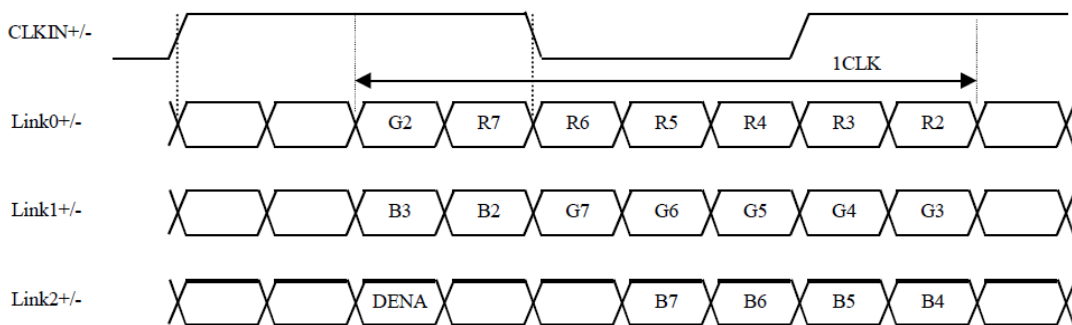 CLKIN+/-
1CLK
Link0+/- G2 R7 R6 R5 R4 R3 R2
Link1+/- B3 B2 G7 G6 G5 G4 G3
Link2+/- DENA B7 B6 B5 B4